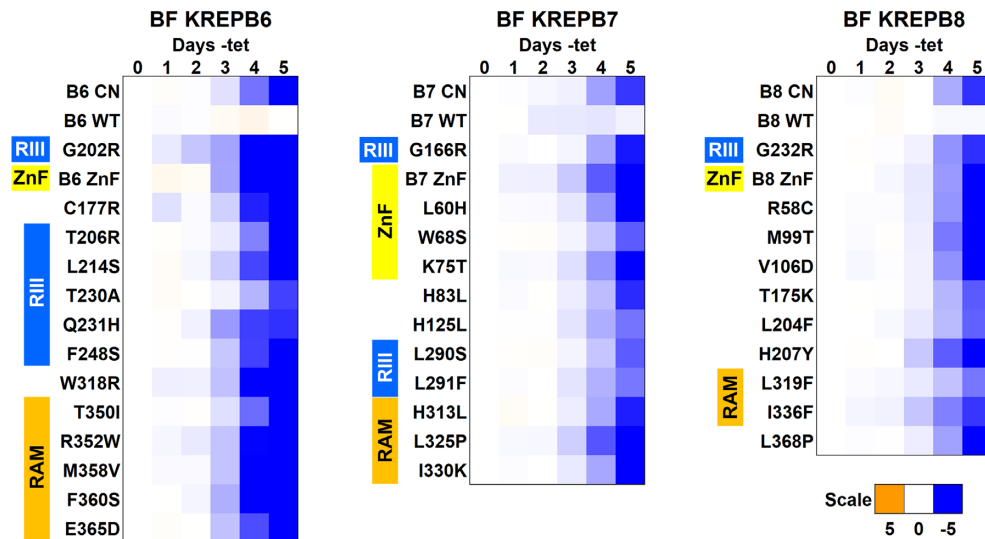 BF KREPB6
Days -tet
0 1 2 3 4 5
B6 CN
B6 WT
RIII G202R
ZnF B6 ZnF
C177R
RIII
T206R
L214S
T230A
Q231H
F248S
W318R
RAM
T350I
R352W
M358V
F360S
E365D
BF KREPB7
Days -tet
0 1 2 3 4 5
B7 CN
B7 WT
RIII G166R
ZnF
B7 ZnF
L60H
W68S
K75T
H83L
H125L
RIII
L290S
L291F
RAM
H313L
L325P
I330K
BF KREPB8
Days -tet
0 1 2 3 4 5
B8 CN
B8 WT
RIII G232R
ZnF B8 ZnF
R58C
M99T
V106D
T175K
L204F
H207Y
RAM
L319F
I336F
L368P
Scale
5 0 -5